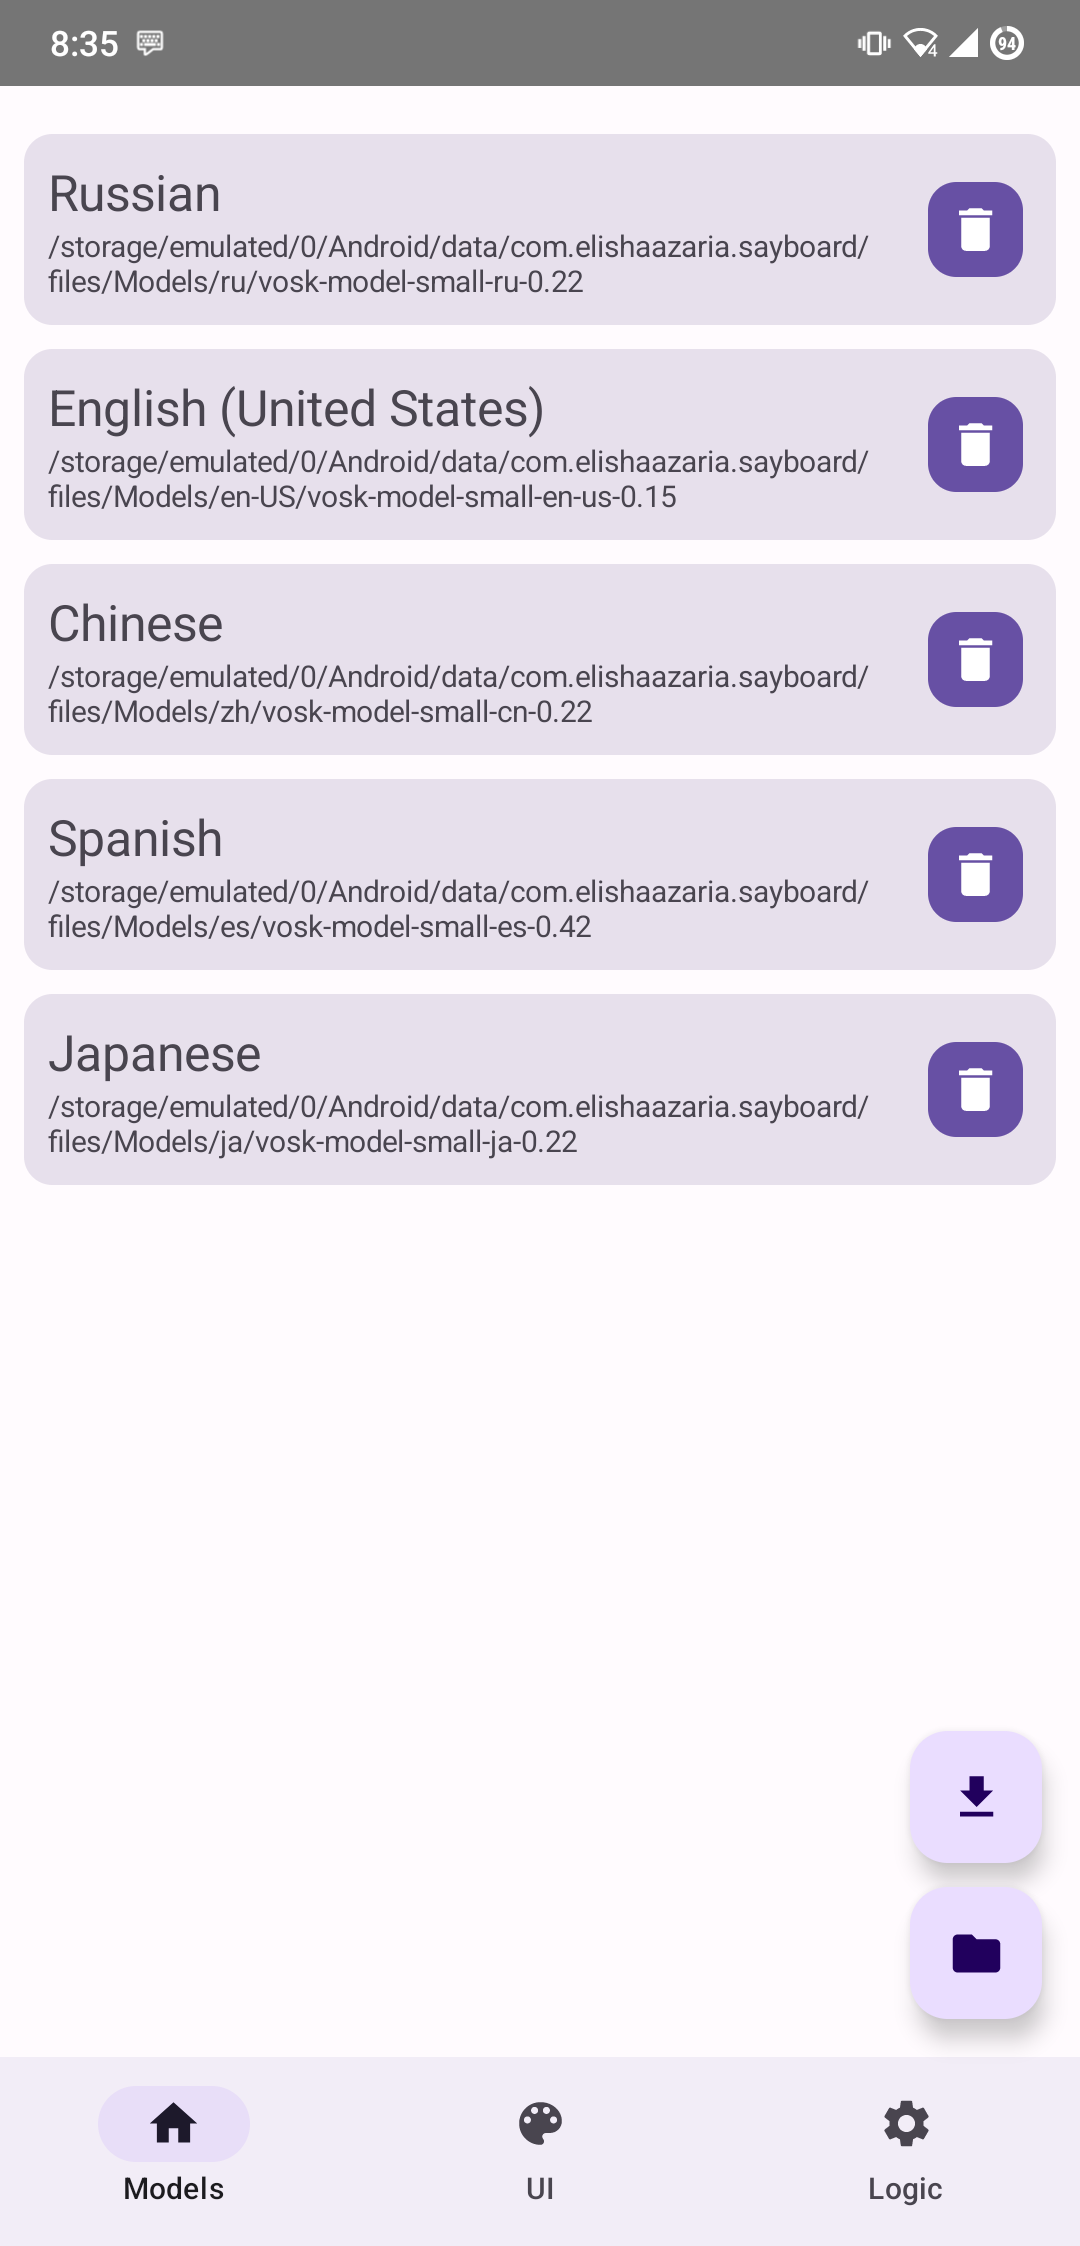 8:35
4
94
Russian
/storage/emulated/0/Android/data/com.elishaazaria.sayboard/
files/Models/ru/vosk-model-small-ru-0.22
English (United States)
/storage/emulated/0/Android/data/com.elishaazaria.sayboard/
files/Models/en-US/vosk-model-small-en-us-0.15
Chinese
/storage/emulated/0/Android/data/com.elishaazaria.sayboard/
files/Models/zh/vosk-model-small-cn-0.22
Spanish
/storage/emulated/0/Android/data/com.elishaazaria.sayboard/
files/Models/es/vosk-model-small-es-0.42
Japanese
/storage/emulated/0/Android/data/com.elishaazaria.sayboard/
files/Models/ja/vosk-model-small-ja-0.22
Models
UI
Logic